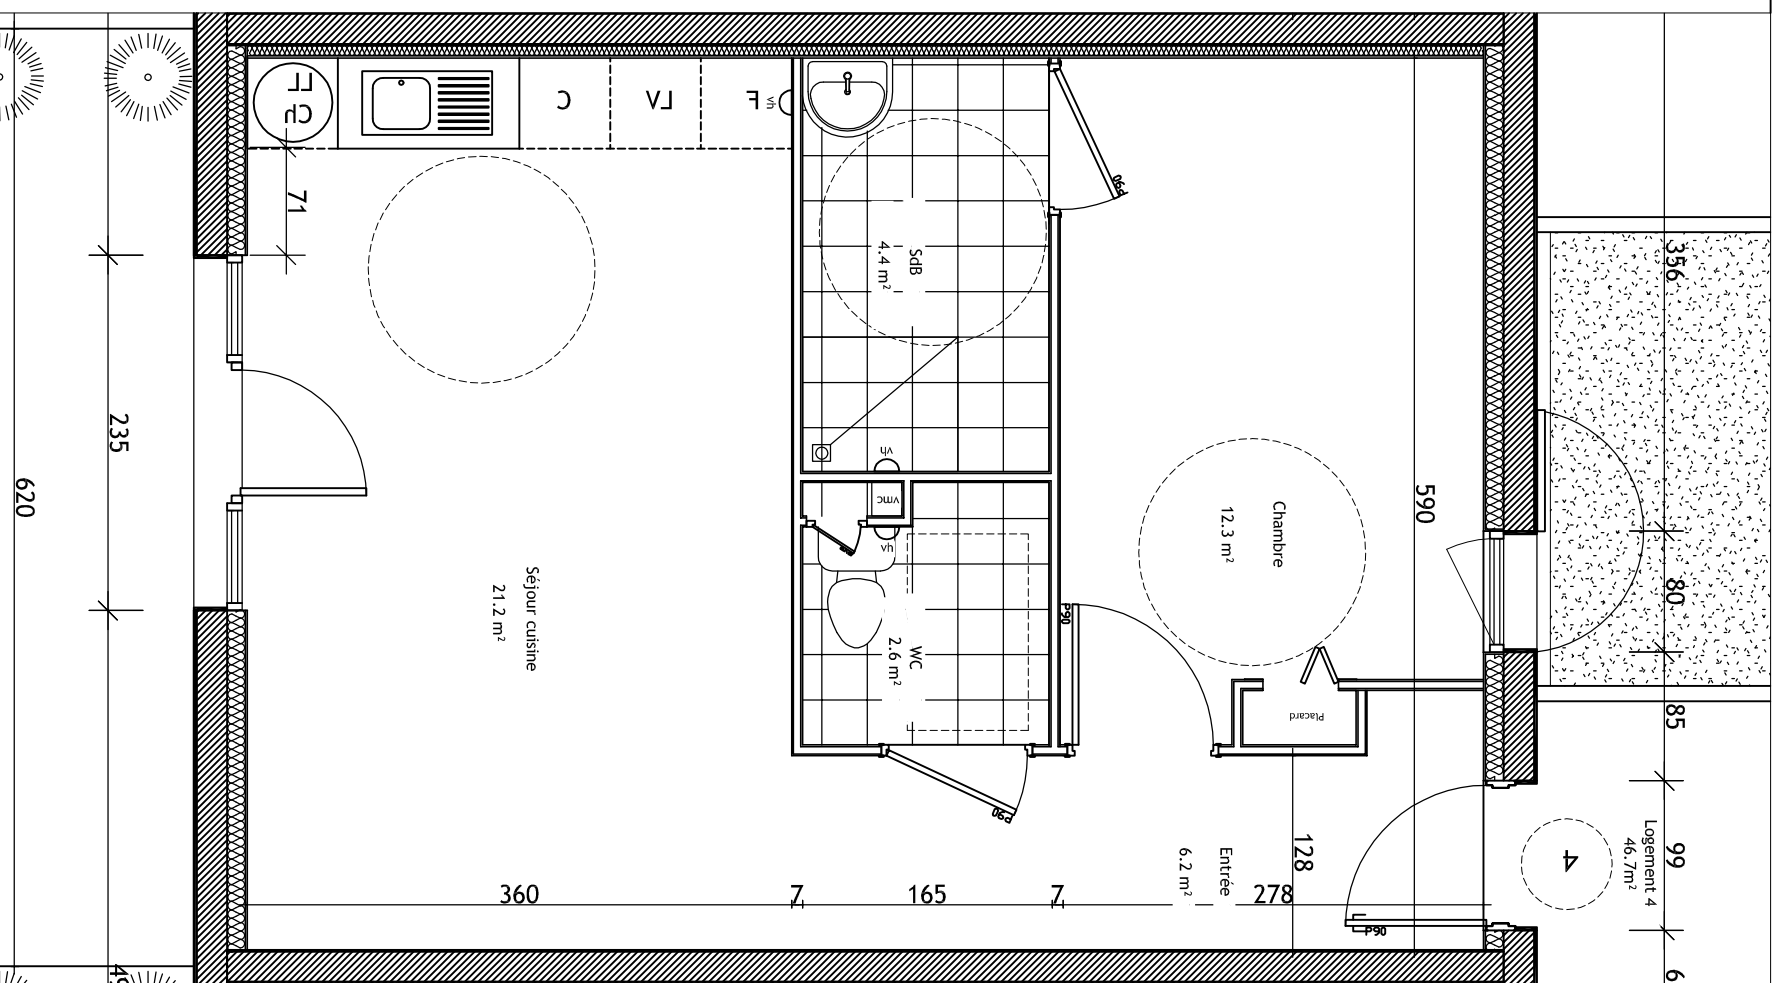 LL
Ch
C
LV
F
vh
71
P90
SdB
4.4 m²
356
235
620
590
Chambre
12.3 m²
vh
vmc
vh
Séjour cuisine
21.2 m²
80
P90
WC
2.6 m²
Placard
85
P90
128
Entrée
6.2 m²
Logement 4
46.7m²
99
4
360
7
165
7
278
P90